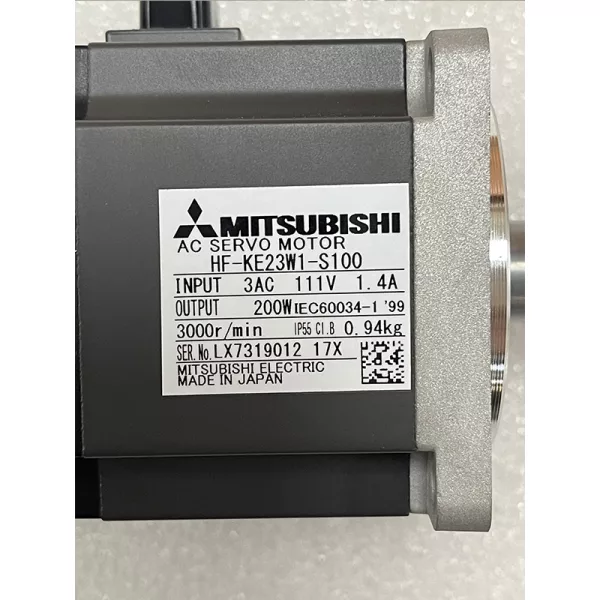 MITSUBISHI
AC SERVO MOTOR
HF-KE23W1-S100
INPUT 3AC 111V 1.4A
OUTPUT 200W IEC60034-1 '99
3000r/min IP55 Cl.B 0.94kg
SER.No. LX7319012 17X
MITSUBISHI ELECTRIC
MADE IN JAPAN